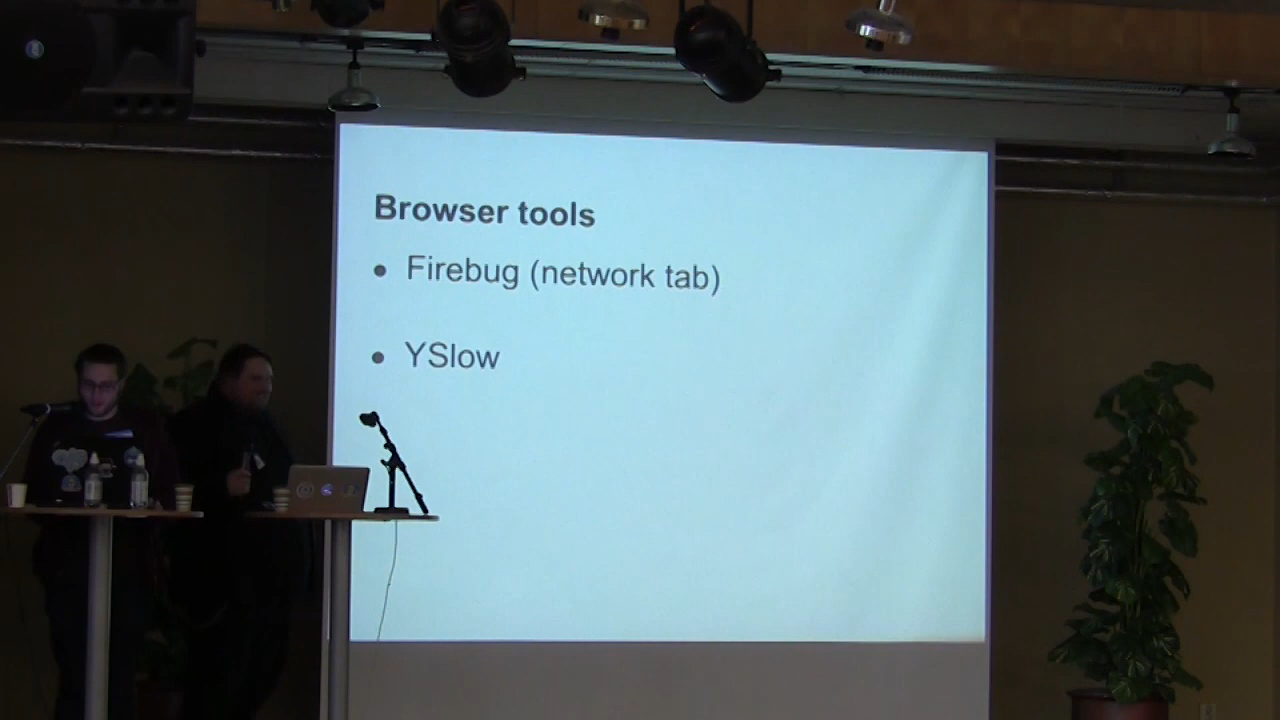 Browser tools
• Firebug (network tab)
• YSlow